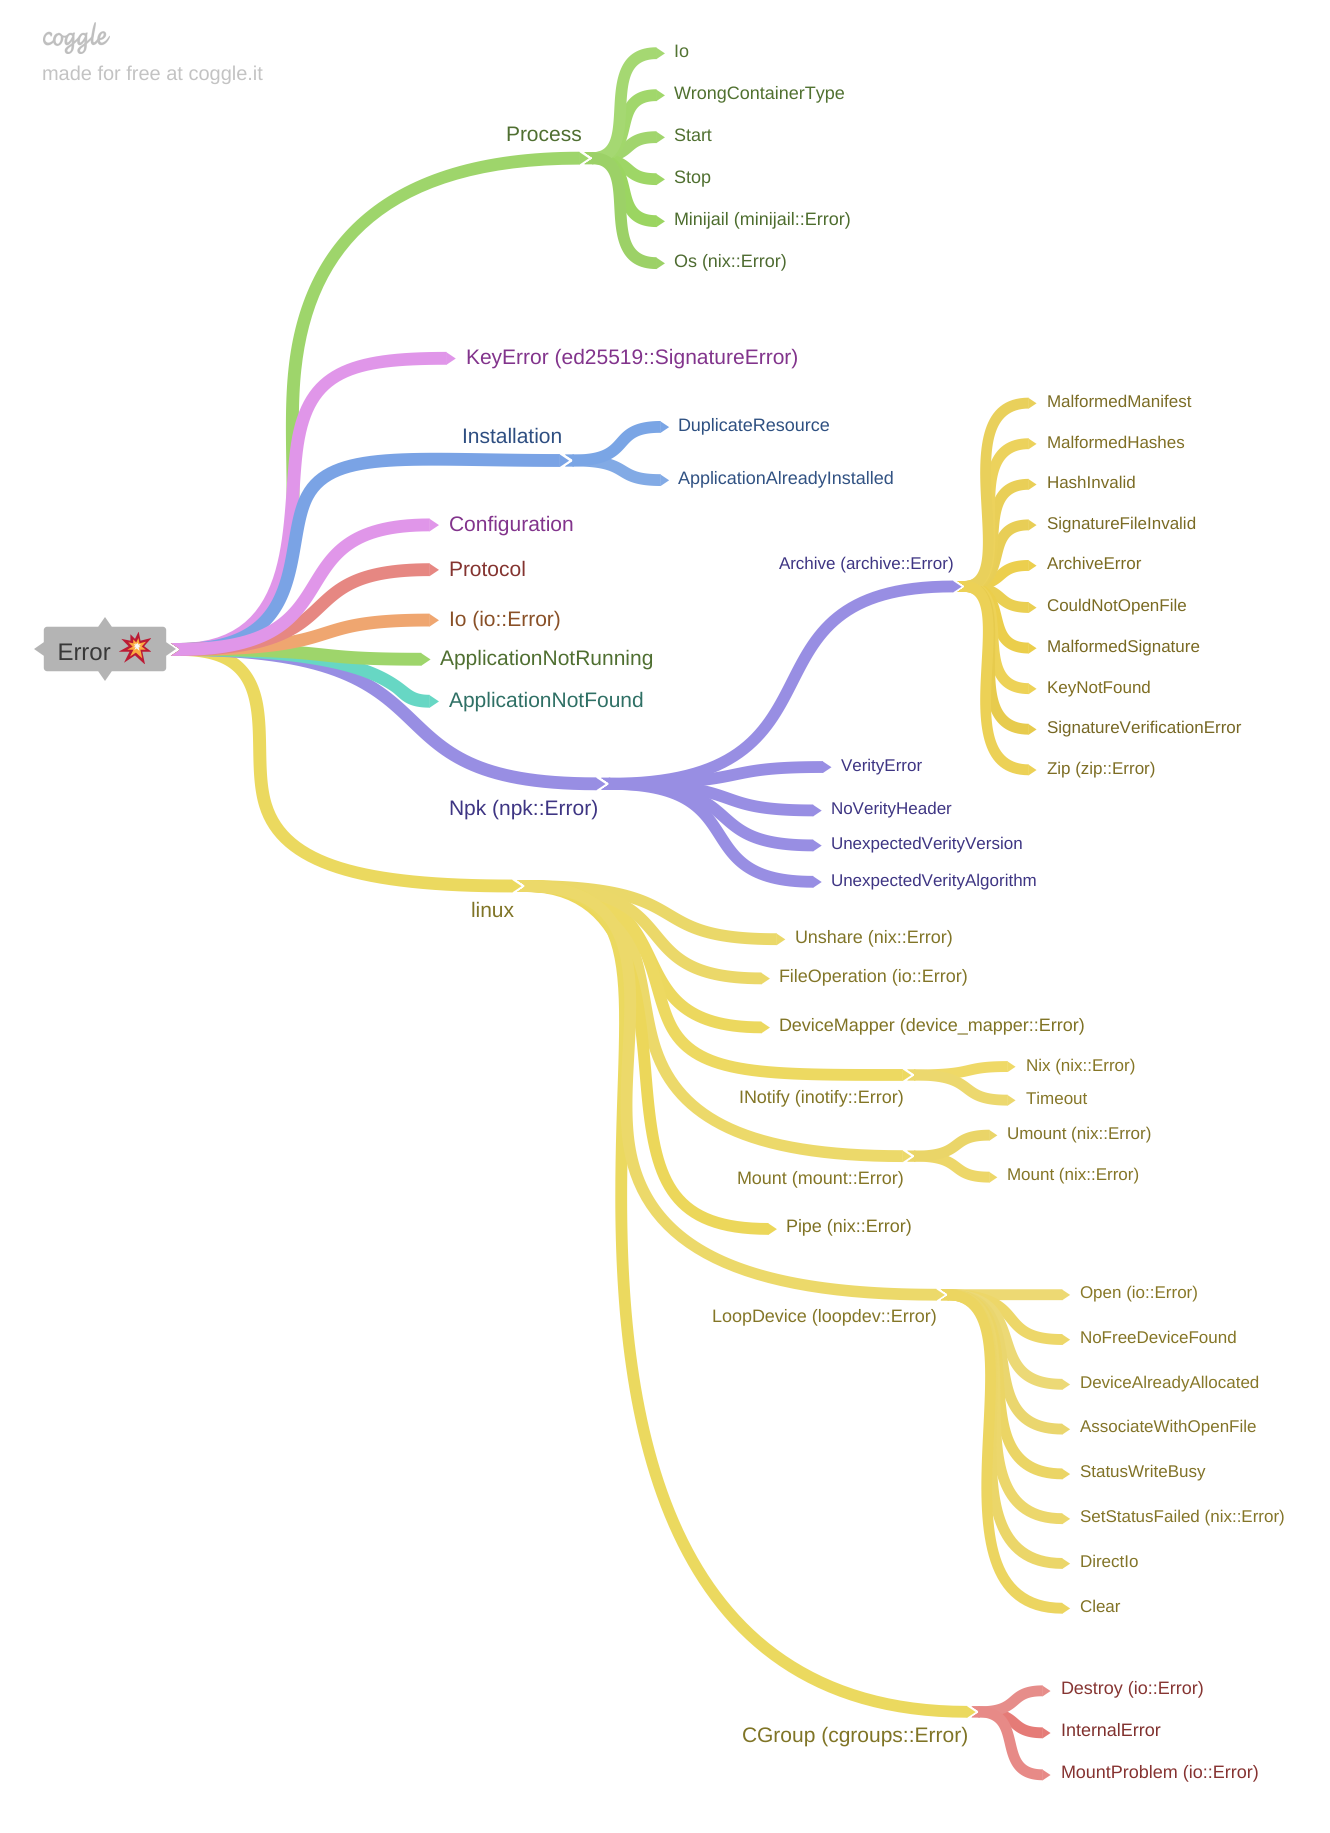 coggle
made for free at coggle.it
Error
Process
Io
WrongContainerType
Start
Stop
Minijail (minijail::Error)
Os (nix::Error)
KeyError (ed25519::SignatureError)
Installation
DuplicateResource
ApplicationAlreadyInstalled
Configuration
Protocol
Io (io::Error)
ApplicationNotRunning
ApplicationNotFound
Npk (npk::Error)
Archive (archive::Error)
MalformedManifest
MalformedHashes
HashInvalid
SignatureFileInvalid
ArchiveError
CouldNotOpenFile
MalformedSignature
KeyNotFound
SignatureVerificationError
Zip (zip::Error)
VerityError
NoVerityHeader
UnexpectedVerityVersion
UnexpectedVerityAlgorithm
linux
Unshare (nix::Error)
FileOperation (io::Error)
DeviceMapper (device_mapper::Error)
INotify (inotify::Error)
Nix (nix::Error)
Timeout
Mount (mount::Error)
Umount (nix::Error)
Mount (nix::Error)
Pipe (nix::Error)
LoopDevice (loopdev::Error)
Open (io::Error)
NoFreeDeviceFound
DeviceAlreadyAllocated
AssociateWithOpenFile
StatusWriteBusy
SetStatusFailed (nix::Error)
DirectIo
Clear
CGroup (cgroups::Error)
Destroy (io::Error)
InternalError
MountProblem (io::Error)